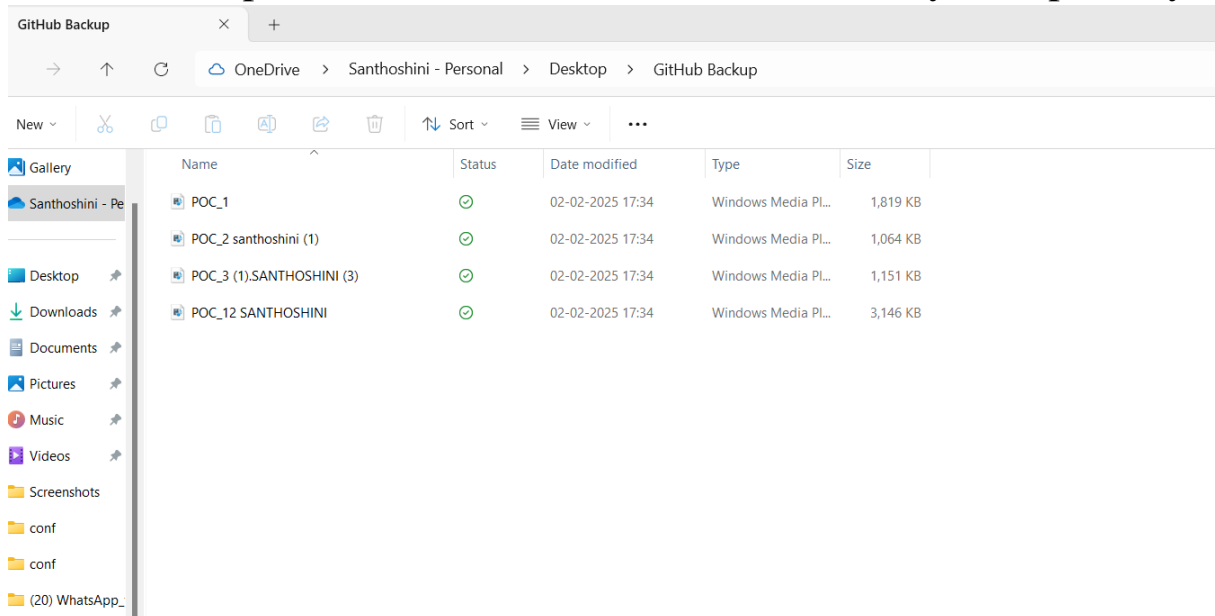 GitHub Backup
OneDrive > Santhoshini - Personal > Desktop > GitHub Backup
New Sort View ...
Name Status Date modified Type Size
Gallery
Santhoshini - Pe
POC_1 02-02-2025 17:34 Windows Media Pl... 1,819 KB
POC_2 santhoshini (1) 02-02-2025 17:34 Windows Media Pl... 1,064 KB
Desktop
POC_3 (1).SANTHOSHINI (3) 02-02-2025 17:34 Windows Media Pl... 1,151 KB
Downloads
POC_12 SANTHOSHINI 02-02-2025 17:34 Windows Media Pl... 3,146 KB
Documents
Pictures
Music
Videos
Screenshots
conf
conf
(20) WhatsApp_